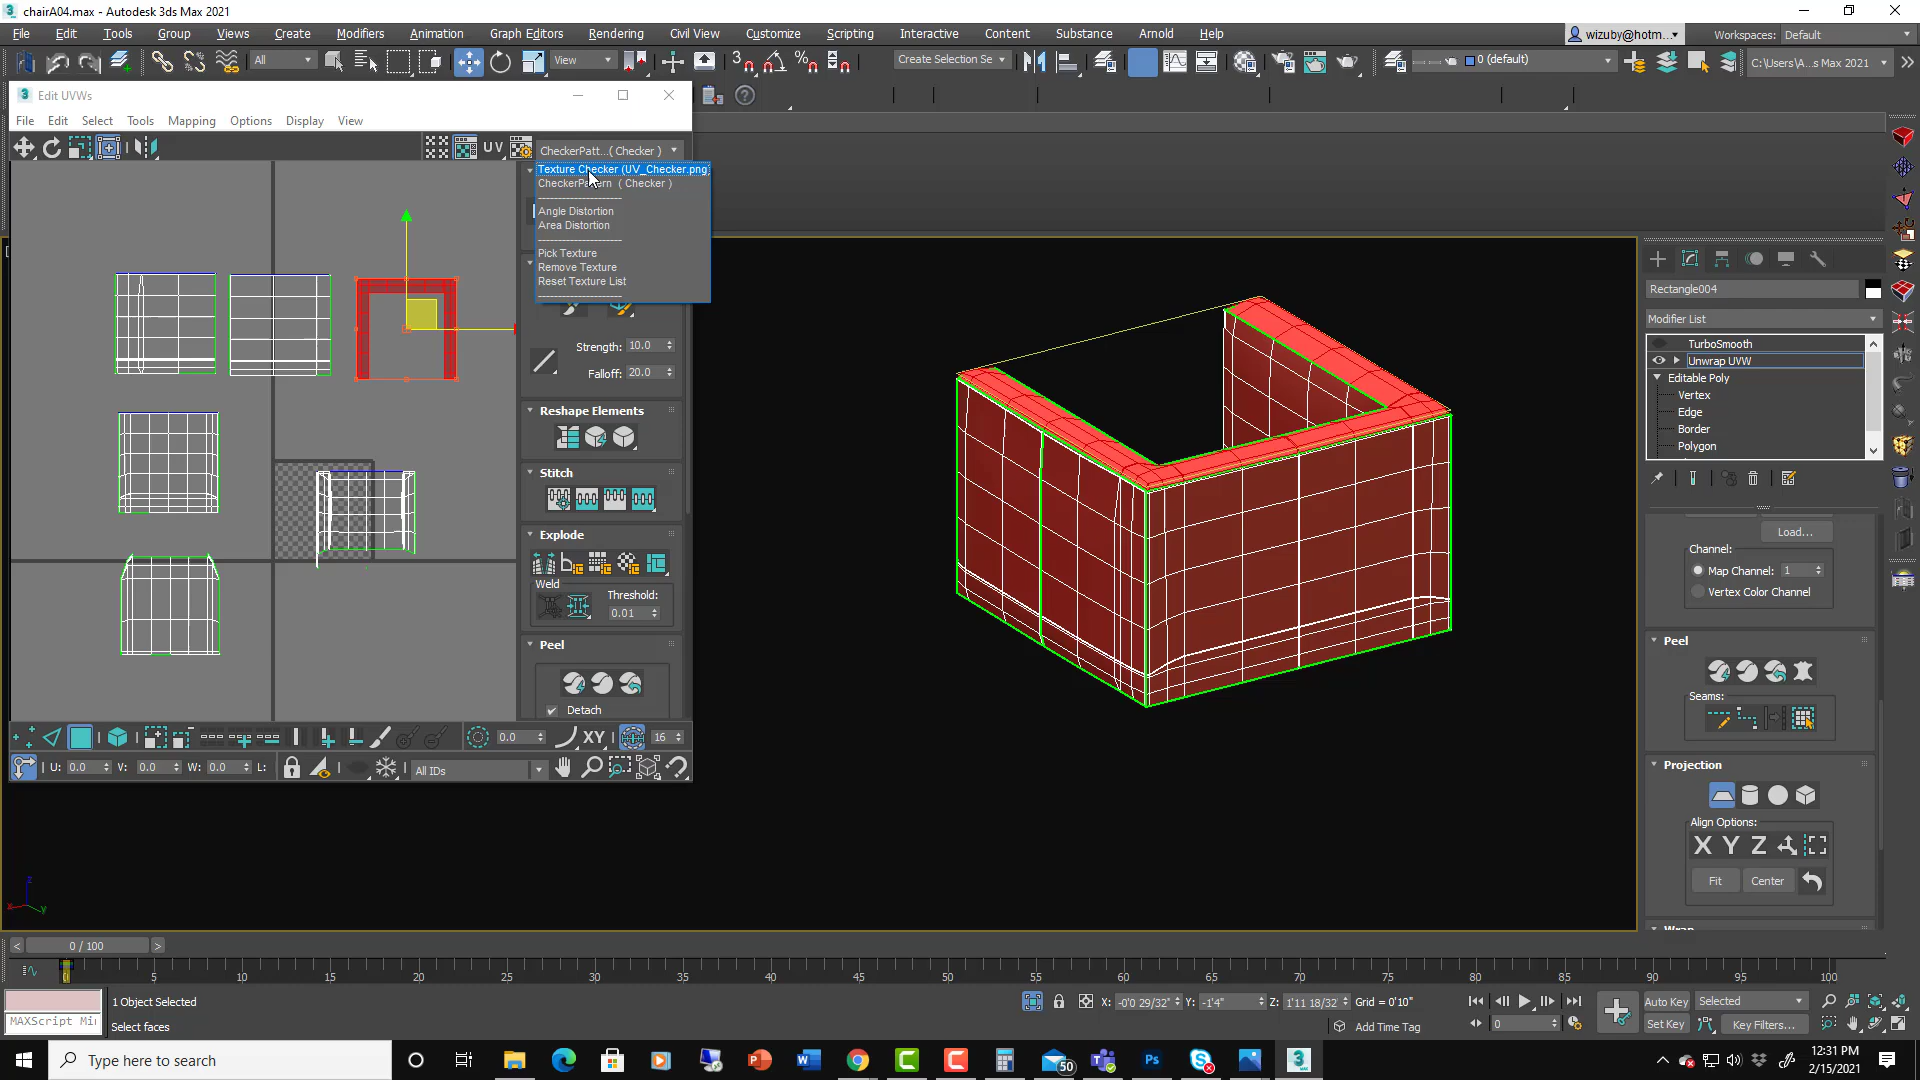 chairA04.max - Autodesk 3ds Max 2021
File Edit Tools Group Views Create Modifiers Animation Graph Editors Rendering Civil View Customize Scripting Interactive Content Substance Arnold Help
wizuby@hotm... Workspaces: Default
All View Create Selection Se 0 (default) C:\Users\A...s Max 2021
Edit UVWs
File Edit Select Tools Mapping Options Display View
UV CheckerPatt...( Checker )
Texture Checker (UV_Checker.png)
CheckerPattern ( Checker )
Angle Distortion
Area Distortion
Pick Texture
Remove Texture
Reset Texture List
Strength: 10.0
Falloff: 20.0
Reshape Elements
Stitch
Explode
Weld
Threshold:
0.01
Peel
Detach
0.0 XY 16
U: 0.0 V: 0.0 W: 0.0 L: All IDs
Rectangle004
Modifier List
TurboSmooth
Unwrap UVW
Editable Poly
Vertex
Edge
Border
Polygon
Load...
Channel:
Map Channel: 1
Vertex Color Channel
Peel
Seams:
Projection
Align Options:
X Y Z
Fit Center
Wrap
z
x y
0 / 100
0 5 10 15 20 25 30 35 40 45 50 55 60 65 70 75 80 85 90 95 100
1 Object Selected
X: -0'0 29/32" Y: -1'4" Z: 1'11 18/32 Grid = 0'10"
Auto Key Selected
MAXScript Mi
Select faces
Add Time Tag
0
Set Key Key Filters...
Type here to search
50
12:31 PM
2/15/2021